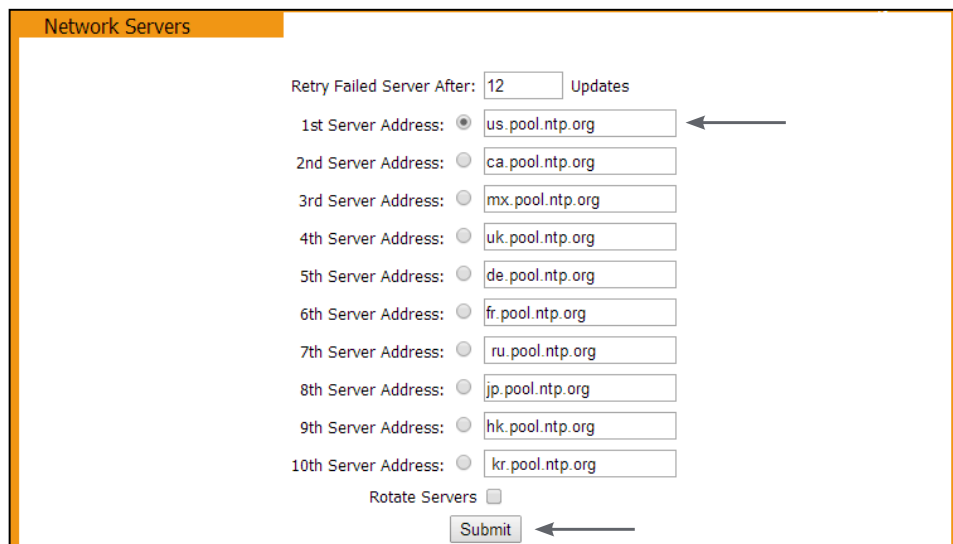 Network Servers
Retry Failed Server After: 12 Updates
1st Server Address: us.pool.ntp.org
2nd Server Address: ca.pool.ntp.org
3rd Server Address: mx.pool.ntp.org
4th Server Address: uk.pool.ntp.org
5th Server Address: de.pool.ntp.org
6th Server Address: fr.pool.ntp.org
7th Server Address: ru.pool.ntp.org
8th Server Address: jp.pool.ntp.org
9th Server Address: hk.pool.ntp.org
10th Server Address: kr.pool.ntp.org
Rotate Servers
Submit